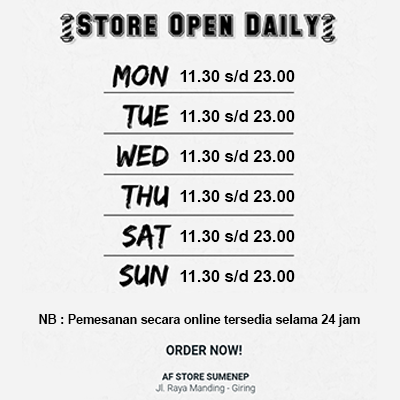 STORE OPEN DAILY
MON 11.30 s/d 23.00
TUE 11.30 s/d 23.00
WED 11.30 s/d 23.00
THU 11.30 s/d 23.00
SAT 11.30 s/d 23.00
SUN 11.30 s/d 23.00
NB : Pemesanan secara online tersedia selama 24 jam
ORDER NOW!
AF STORE SUMENEP
Jl. Raya Manding - Giring